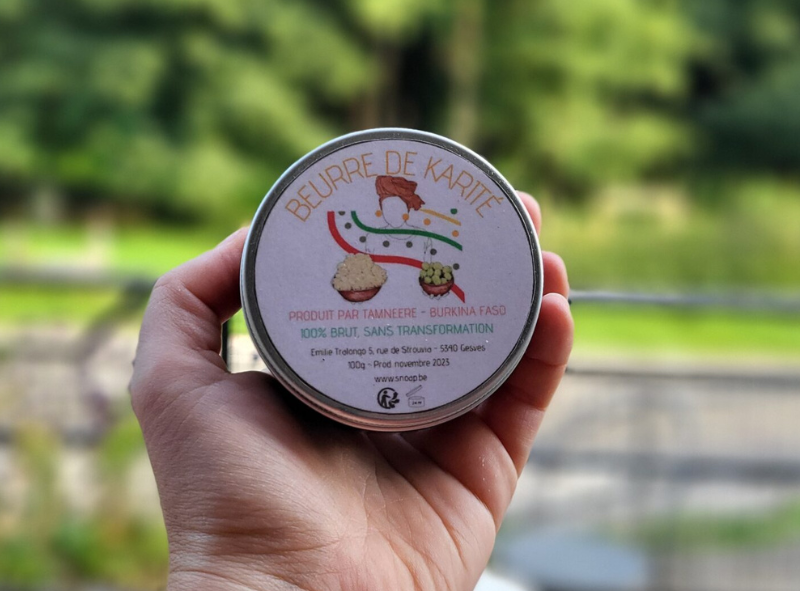 BEURRE DE KARITÉ
PRODUIT PAR TAMNEERE - BURKINA FASO
100% BRUT, SANS TRANSFORMATION
Emilie Tralongo 5, rue de Strouvia - 5340 Gesves
100g - Prod. novembre 2023
www.snoop.be